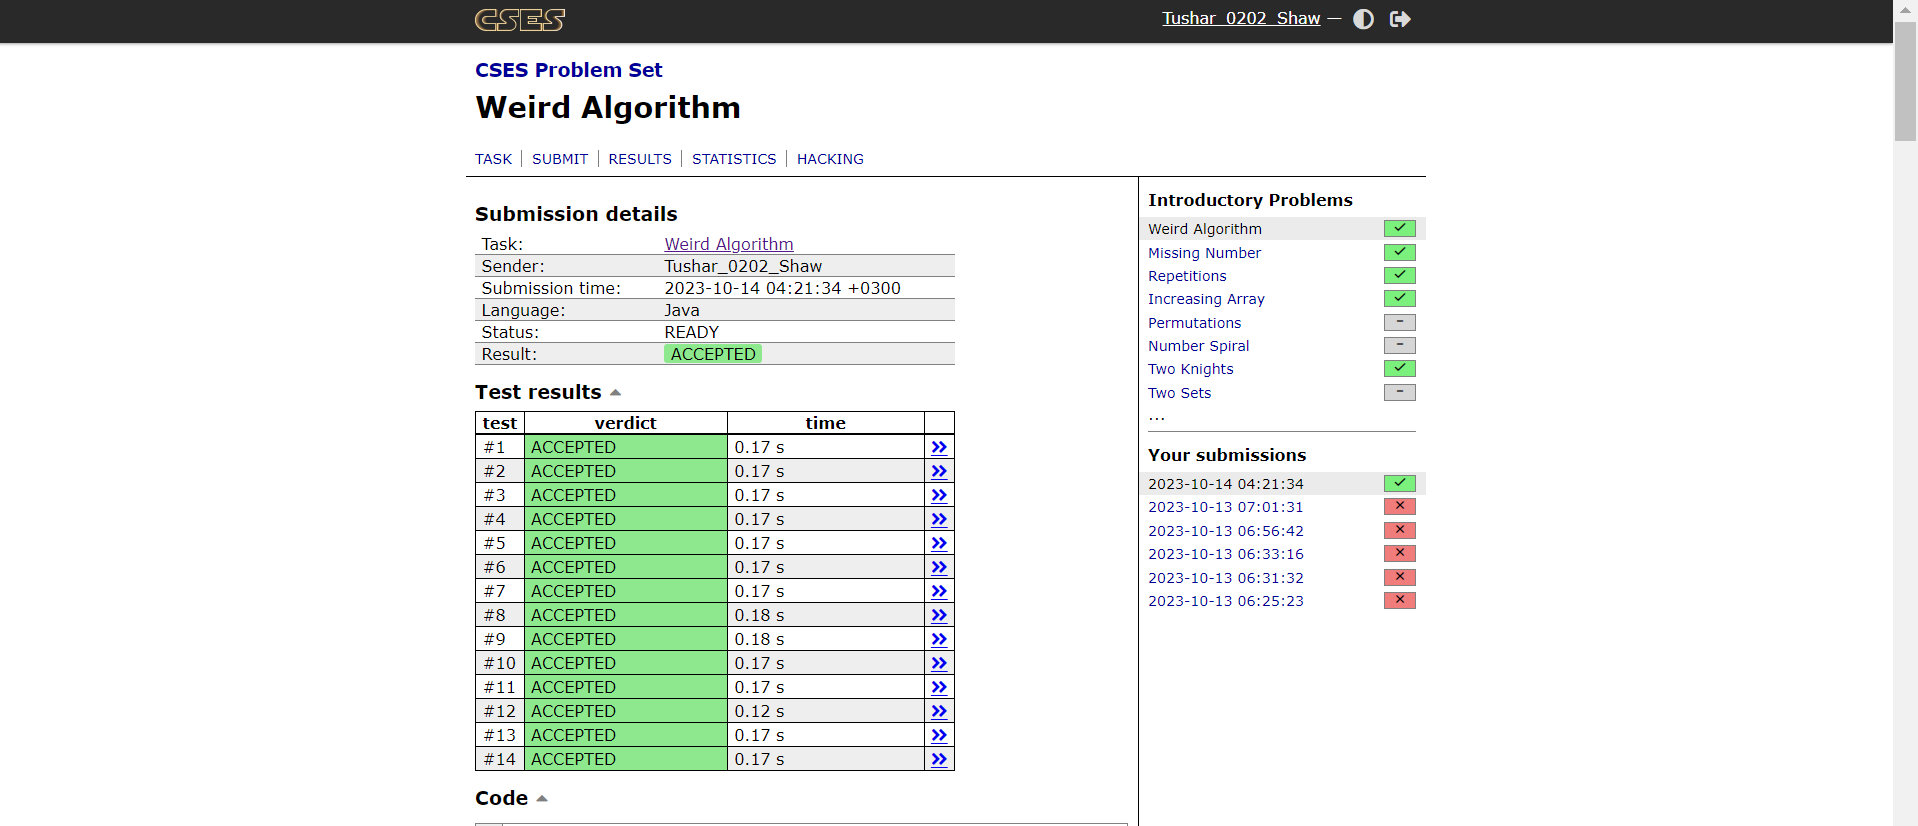 CSES
Tushar_0202_Shaw —
CSES Problem Set
Weird Algorithm
TASK | SUBMIT | RESULTS | STATISTICS | HACKING
Submission details
Task: Weird Algorithm
Sender: Tushar_0202_Shaw
Submission time: 2023-10-14 04:21:34 +0300
Language: Java
Status: READY
Result: ACCEPTED
Test results
test verdict time
#1 ACCEPTED 0.17 s »
#2 ACCEPTED 0.17 s »
#3 ACCEPTED 0.17 s »
#4 ACCEPTED 0.17 s »
#5 ACCEPTED 0.17 s »
#6 ACCEPTED 0.17 s »
#7 ACCEPTED 0.17 s »
#8 ACCEPTED 0.18 s »
#9 ACCEPTED 0.18 s »
#10 ACCEPTED 0.17 s »
#11 ACCEPTED 0.17 s »
#12 ACCEPTED 0.12 s »
#13 ACCEPTED 0.17 s »
#14 ACCEPTED 0.17 s »
Code
Introductory Problems
Weird Algorithm ✓
Missing Number ✓
Repetitions ✓
Increasing Array ✓
Permutations –
Number Spiral –
Two Knights ✓
Two Sets –
...
Your submissions
2023-10-14 04:21:34 ✓
2023-10-13 07:01:31 ✕
2023-10-13 06:56:42 ✕
2023-10-13 06:33:16 ✕
2023-10-13 06:31:32 ✕
2023-10-13 06:25:23 ✕